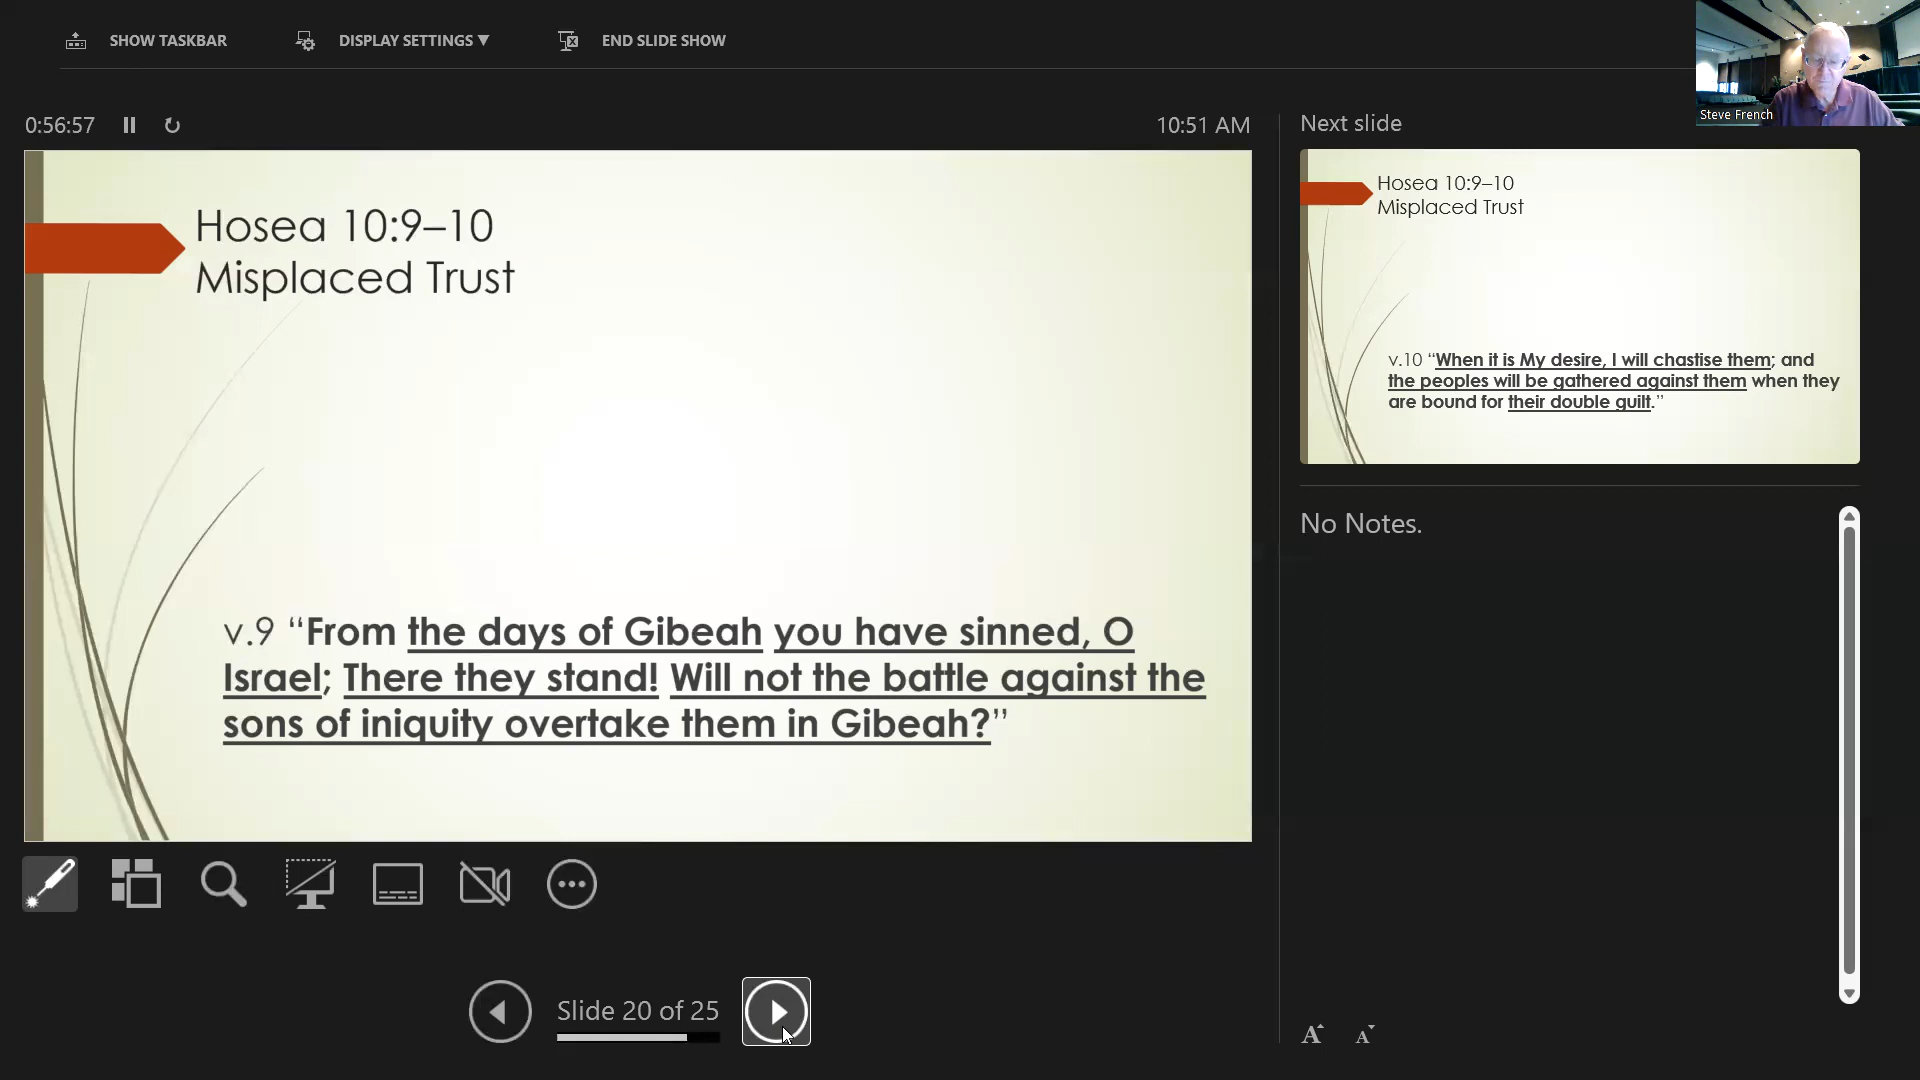 SHOW TASKBAR
DISPLAY SETTINGS ▼
END SLIDE SHOW
Steve French
0:56:57
10:51 AM
Next slide
Hosea 10:9–10
Misplaced Trust
v.9 “From the days of Gibeah you have sinned, O
Israel; There they stand! Will not the battle against the
sons of iniquity overtake them in Gibeah?”
Hosea 10:9–10
Misplaced Trust
v.10 “When it is My desire, I will chastise them; and
the peoples will be gathered against them when they
are bound for their double guilt.”
No Notes.
Slide 20 of 25
A A